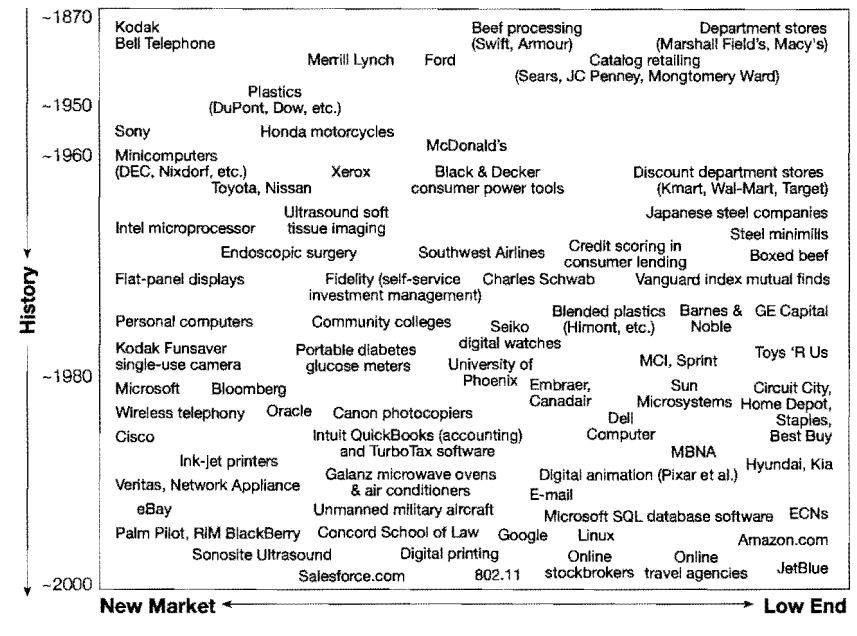 ~1870
Kodak
Bell Telephone
Beef processing
(Swift, Armour)
Department stores
(Marshall Field's, Macy's)
Merrill Lynch
Ford
Catalog retailing
(Sears, JC Penney, Mongtomery Ward)
Plastics
(DuPont, Dow, etc.)
~1950
Sony
Honda motorcycles
McDonald's
~1960
Minicomputers
(DEC, Nixdorf, etc.)
Xerox
Black & Decker
consumer power tools
Discount department stores
(Kmart, Wal-Mart, Target)
Toyota, Nissan
Ultrasound soft
tissue imaging
Japanese steel companies
Intel microprocessor
Steel minimills
Endoscopic surgery
Southwest Airlines
Credit scoring in
consumer lending
Boxed beef
Flat-panel displays
Fidelity (self-service
investment management)
Charles Schwab
Vanguard index mutual finds
Blended plastics
(Himont, etc.)
Barnes &
Noble
GE Capital
Personal computers
Community colleges
Seiko
digital watches
Kodak Funsaver
single-use camera
Portable diabetes
glucose meters
University of
Phoenix
MCI, Sprint
Toys 'R Us
~1980
Microsoft
Bloomberg
Embraer,
Canadair
Sun
Microsystems
Circuit City,
Home Depot,
Staples,
Best Buy
Wireless telephony
Oracle
Canon photocopiers
Dell
Computer
Cisco
Intuit QuickBooks (accounting)
and TurboTax software
MBNA
Ink-jet printers
Hyundai, Kia
Galanz microwave ovens
& air conditioners
Digital animation (Pixar et al.)
Veritas, Network Appliance
E-mail
eBay
Unmanned military aircraft
Microsoft SQL database software
ECNs
Palm Pilot, RIM BlackBerry
Concord School of Law
Google
Linux
Amazon.com
Sonosite Ultrasound
Digital printing
Online
stockbrokers
Online
travel agencies
JetBlue
Salesforce.com
802.11
~2000
History
New Market
Low End